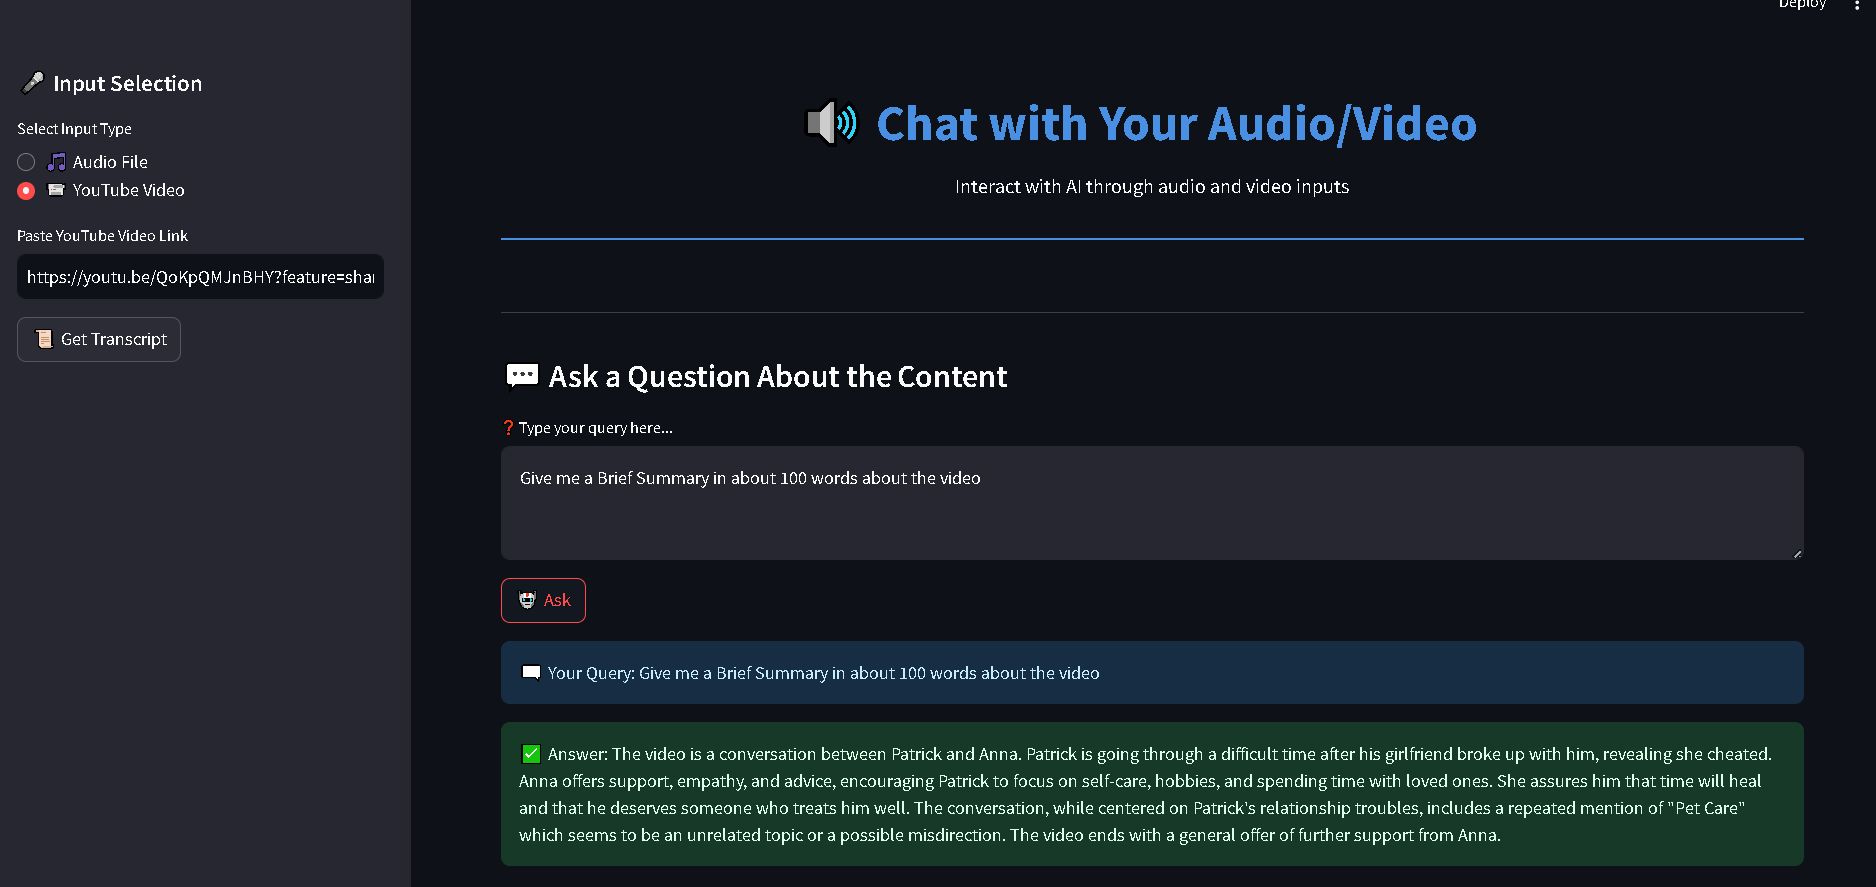 Deploy
Input Selection
Select Input Type
Audio File
YouTube Video
Paste YouTube Video Link
https://youtu.be/QoKpQMJnBHY?feature=shar
Get Transcript
Chat with Your Audio/Video
Interact with AI through audio and video inputs
Ask a Question About the Content
❓ Type your query here...
Give me a Brief Summary in about 100 words about the video
Ask
Your Query: Give me a Brief Summary in about 100 words about the video
Answer: The video is a conversation between Patrick and Anna. Patrick is going through a difficult time after his girlfriend broke up with him, revealing she cheated.
Anna offers support, empathy, and advice, encouraging Patrick to focus on self-care, hobbies, and spending time with loved ones. She assures him that time will heal
and that he deserves someone who treats him well. The conversation, while centered on Patrick's relationship troubles, includes a repeated mention of "Pet Care"
which seems to be an unrelated topic or a possible misdirection. The video ends with a general offer of further support from Anna.